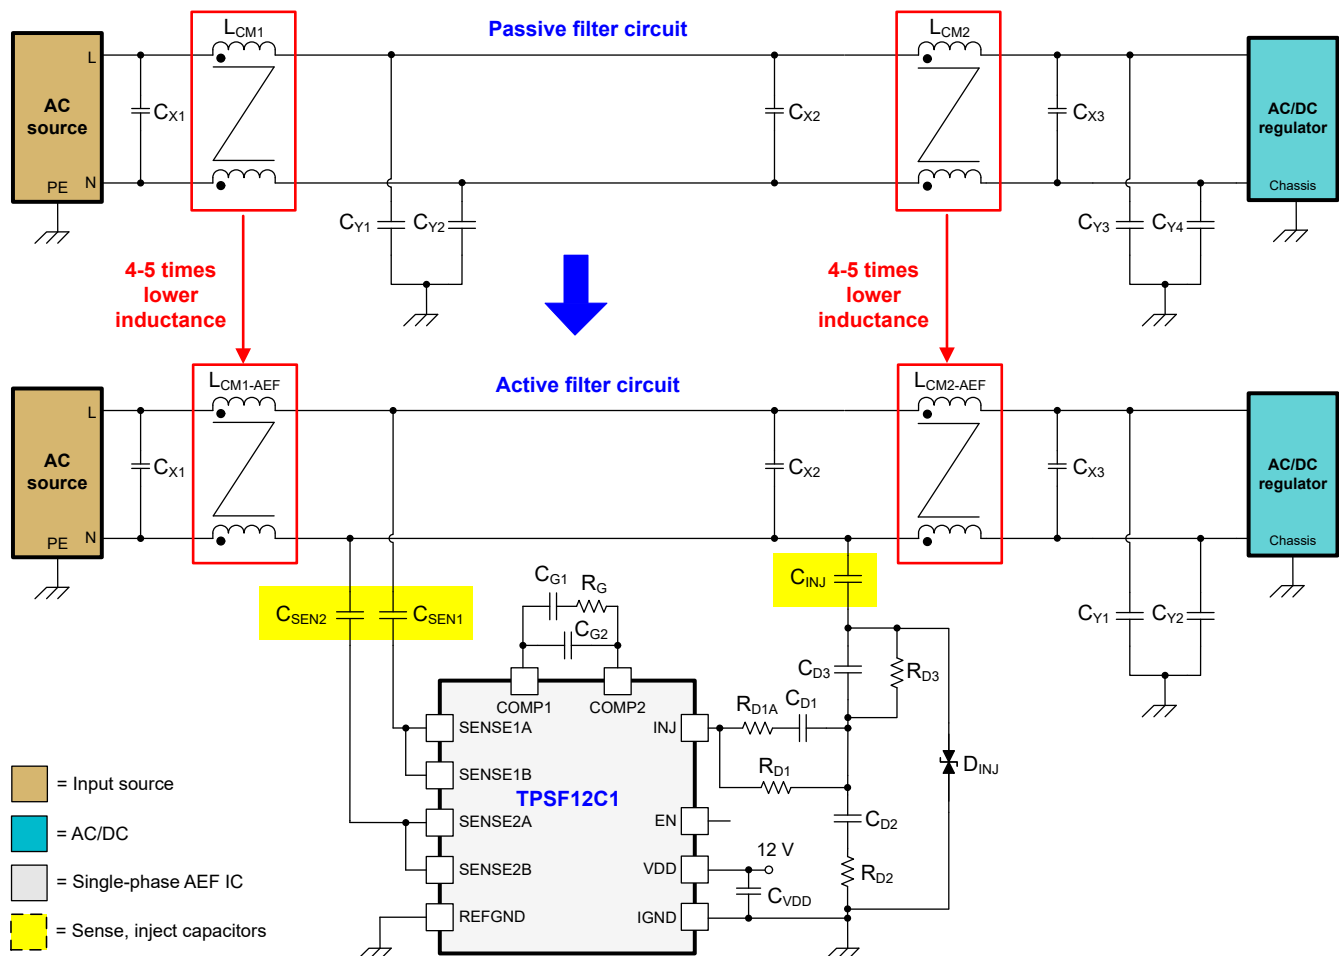 Passive filter circuit
LCM1
LCM2
L
AC
source
PE
N
CX1
CX2
CX3
AC/DC
regulator
Chassis
CY1
CY2
CY3
CY4
4-5 times
lower
inductance
4-5 times
lower
inductance
Active filter circuit
LCM1-AEF
LCM2-AEF
L
AC
source
PE
N
CX1
CX2
CX3
AC/DC
regulator
Chassis
CSEN2
CSEN1
CG1
RG
CG2
CINJ
CY1
CY2
CD3
RD3
COMP1
COMP2
RD1A
CD1
SENSE1A
INJ
SENSE1B
RD1
DINJ
TPSF12C1
SENSE2A
EN
CD2
12 V
SENSE2B
VDD
RD2
CVDD
REFGND
IGND
= Input source
= AC/DC
= Single-phase AEF IC
= Sense, inject capacitors